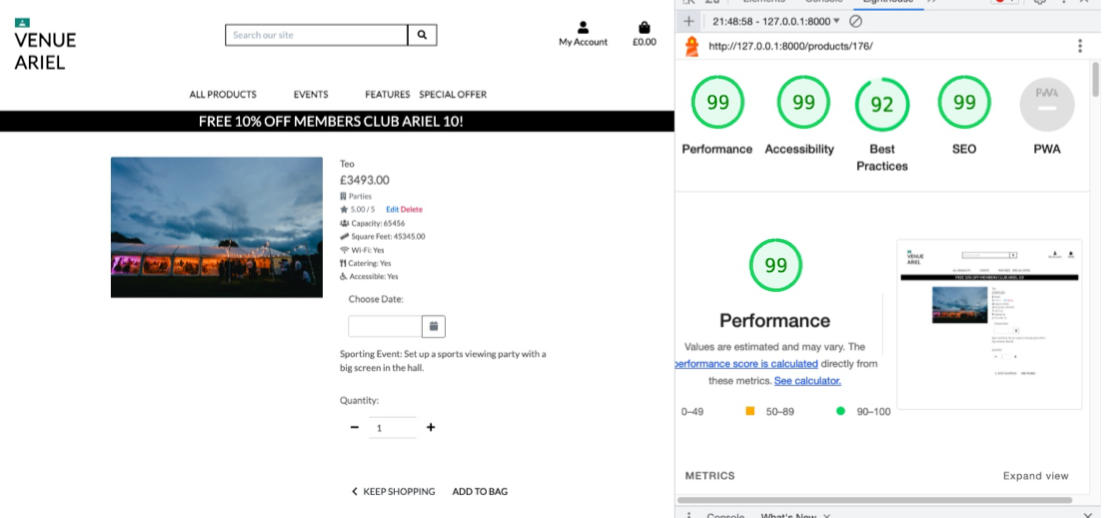 VENUE
ARIEL
Search our site
My Account
£0.00
ALL PRODUCTS EVENTS FEATURES SPECIAL OFFER
FREE 10% OFF MEMBERS CLUB ARIEL 10!
Teo
£3493.00
Parties
5.00 / 5 Edit Delete
Capacity: 65456
Square Feet: 45345.00
Wi-Fi: Yes
Catering: Yes
Accessible: Yes
Choose Date:
Sporting Event: Set up a sports viewing party with a
big screen in the hall.
Quantity:
1
KEEP SHOPPING ADD TO BAG
21:48:58 - 127.0.0.1:8000
http://127.0.0.1:8000/products/176/
99 99 92 99 PWA
Performance Accessibility Best Practices SEO PWA
99
Performance
Values are estimated and may vary. The
performance score is calculated directly from
these metrics. See calculator.
0–49 50–89 90–100
METRICS Expand view
Console What's New